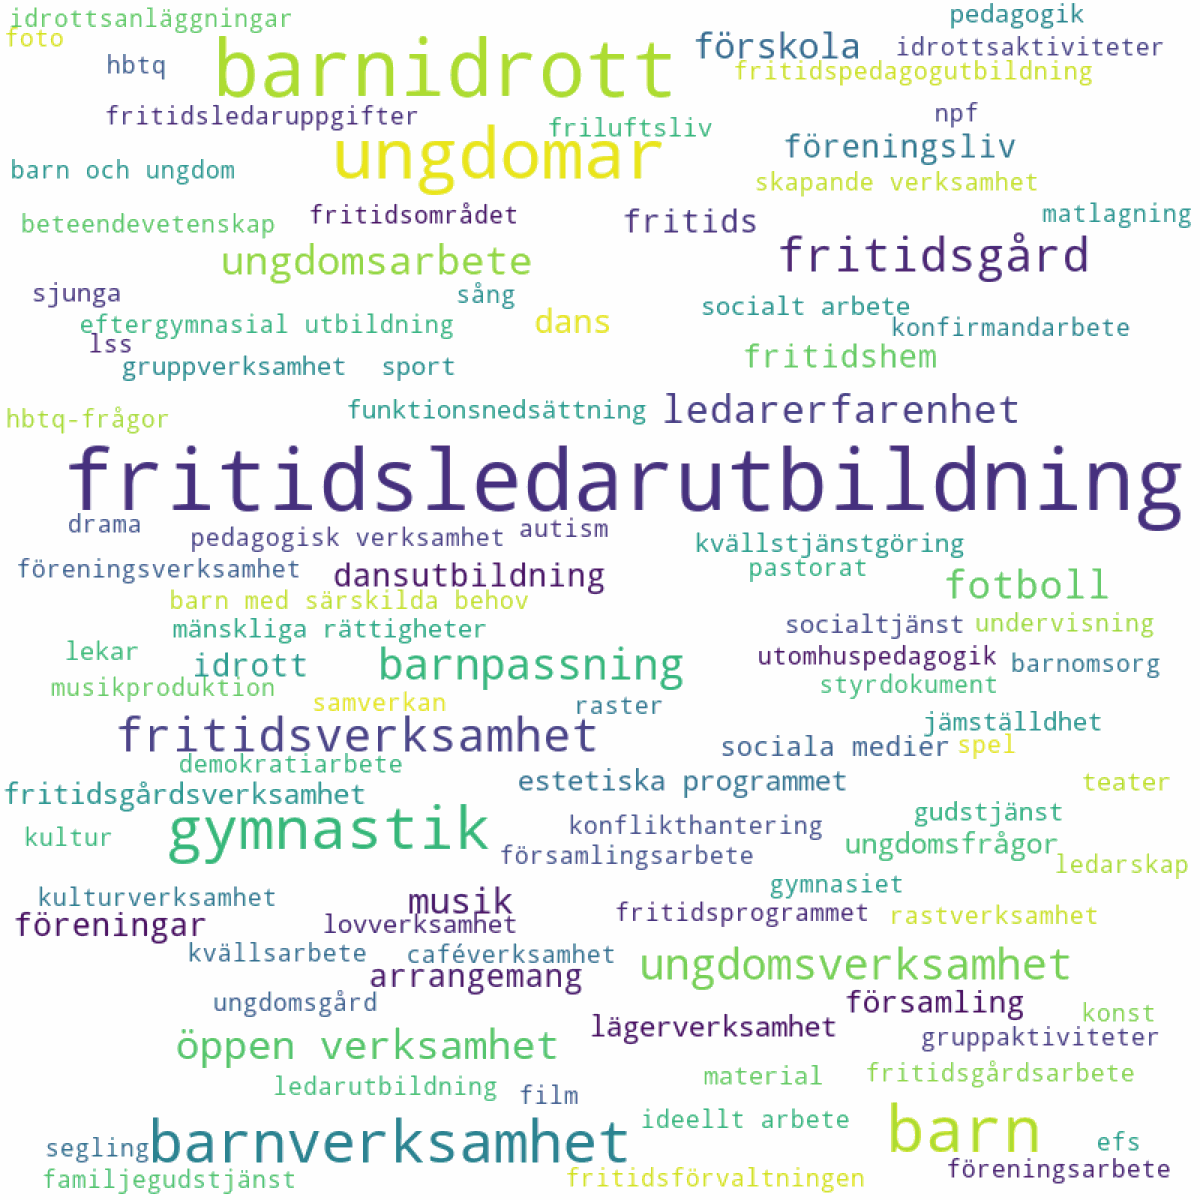 idrottsanläggningar
pedagogik
foto
barnidrott
förskola
idrottsaktiviteter
hbtq
fritidspedagogutbildning
fritidsledaruppgifter
friluftsliv
npf
ungdomar
föreningsliv
barn och ungdom
skapande verksamhet
beteendevetenskap
fritidsområdet
fritids
matlagning
ungdomsarbete
fritidsgård
sjunga
sång
socialt arbete
eftergymnasial utbildning
dans
konfirmandarbete
lss
gruppverksamhet
sport
fritidshem
hbtq-frågor
funktionsnedsättning
ledarerfarenhet
fritidsledarutbildning
drama
pedagogisk verksamhet
autism
kvällstjänstgöring
föreningsverksamhet
dansutbildning
pastorat
fotboll
barn med särskilda behov
mänskliga rättigheter
socialtjänst
undervisning
lekar
idrott
barnpassning
utomhuspedagogik
barnomsorg
musikproduktion
styrdokument
samverkan
raster
jämställdhet
fritidsverksamhet
sociala medier
spel
demokratiarbete
estetiska programmet
teater
fritidsgårdsverksamhet
gudstjänst
kultur
gymnastik
konflikthantering
ungdomsfrågor
församlingsarbete
ledarskap
kulturverksamhet
musik
gymnasiet
föreningar
lovverksamhet
fritidsprogrammet
rastverksamhet
kvällsarbete
caféverksamhet
arrangemang
ungdomsverksamhet
ungdomsgård
församling
lägerverksamhet
konst
öppen verksamhet
gruppaktiviteter
ledarutbildning
film
material
fritidsgårdsarbete
segling
barnverksamhet
ideellt arbete
barn
efs
familjegudstjänst
fritidsförvaltningen
föreningsarbete